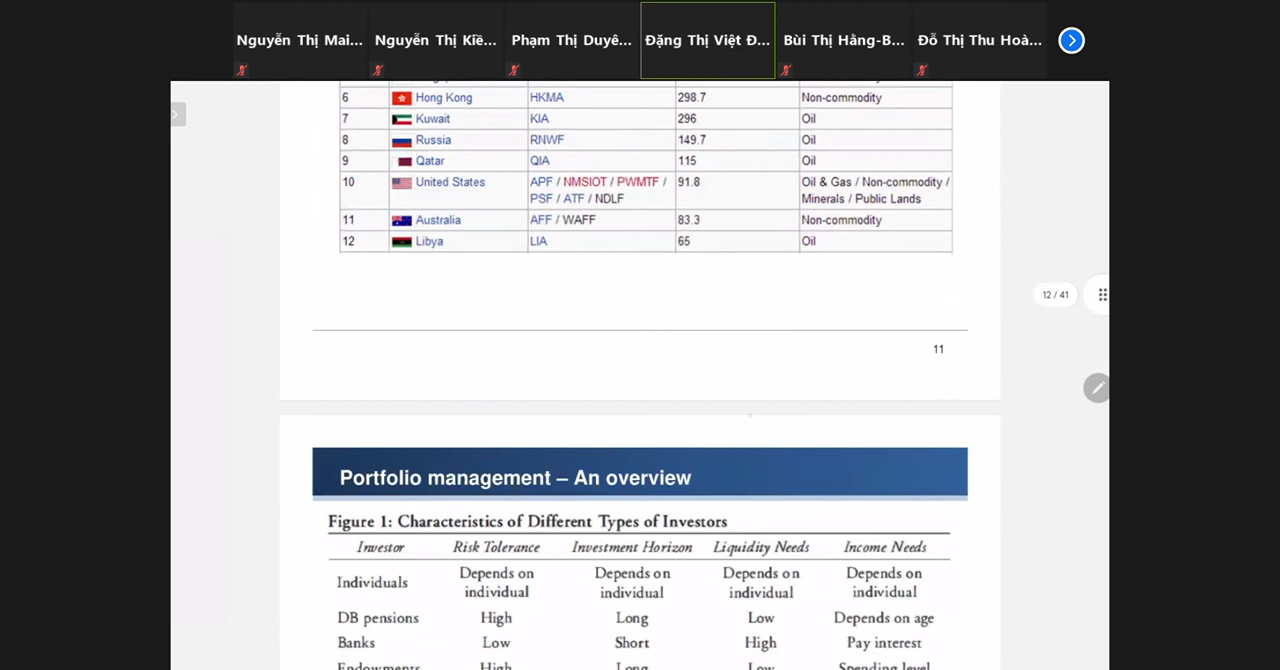 Nguyễn Thị Mai...
Nguyễn Thị Kiề...
Phạm Thị Duyê...
Đặng Thị Việt Đ...
Bùi Thị Hằng-B...
Đỗ Thị Thu Hoà...
6 Hong Kong HKMA 298.7 Non-commodity
7 Kuwait KIA 296 Oil
8 Russia RNWF 149.7 Oil
9 Qatar QIA 115 Oil
10 United States APF / NMSIOT / PWMTF / 91.8 Oil & Gas / Non-commodity /
PSF / ATF / NDLF Minerals / Public Lands
11 Australia AFF / WAFF 83.3 Non-commodity
12 Libya LIA 65 Oil
12 / 41
11
Portfolio management – An overview
Figure 1: Characteristics of Different Types of Investors
Investor Risk Tolerance Investment Horizon Liquidity Needs Income Needs
Individuals Depends on individual Depends on individual Depends on individual Depends on individual
DB pensions High Long Low Depends on age
Banks Low Short High Pay interest
Endowments High Long Low Spending level